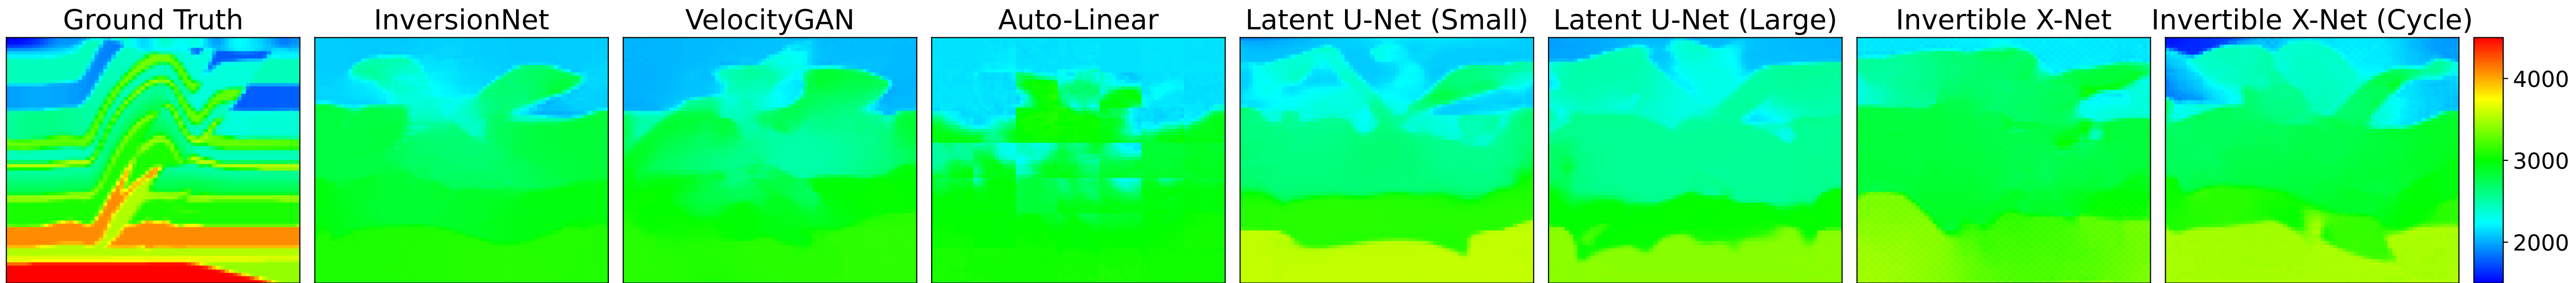 Ground Truth
InversionNet
VelocityGAN
Auto-Linear
Latent U-Net (Small)
Latent U-Net (Large)
Invertible X-Net
Invertible X-Net (Cycle)
4000
3000
2000